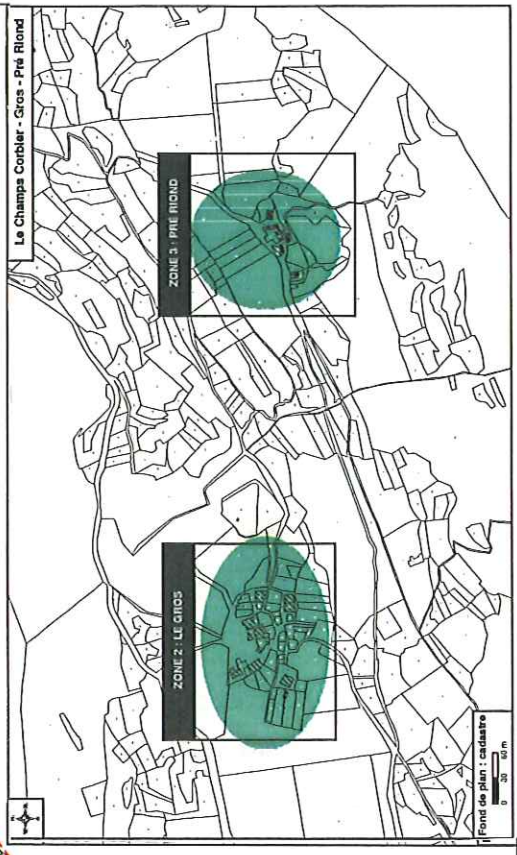 Le Champs Corbier - Gros - Pré Riond
ZONE 3 : PRÉ RIOND
ZONE 2 : LE GROS
Fond de plan : cadastre
0 30 60 m